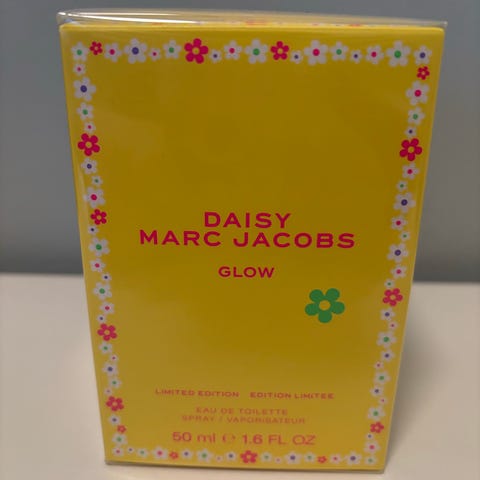 DAISY
MARC JACOBS
GLOW
LIMITED EDITION EDITION LIMITEE
EAU DE TOILETTE
SPRAY / VAPORISATEUR
50 ml ℮ 1.6 FL OZ